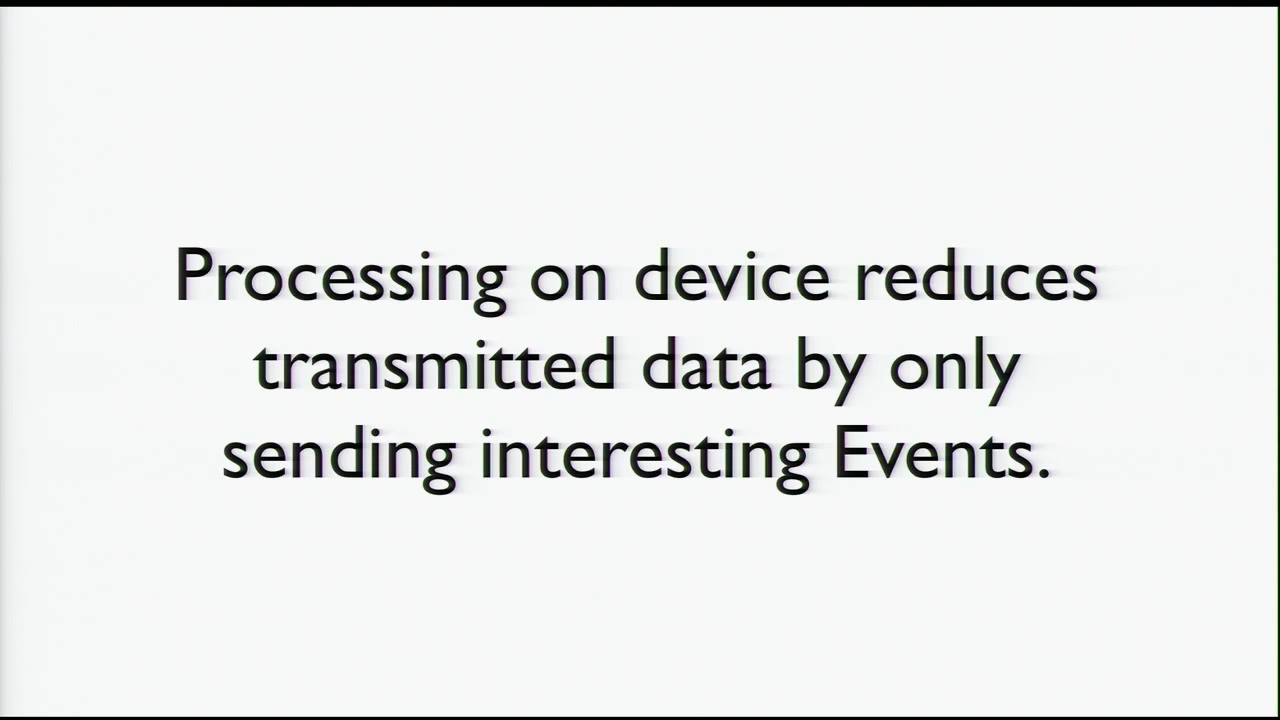 Processing on device reduces
transmitted data by only
sending interesting Events.